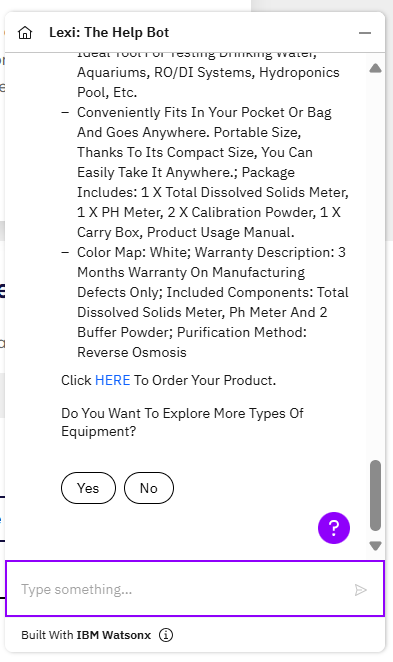 Lexi: The Help Bot
Ideal Tool For Testing Drinking Water,
Aquariums, RO/DI Systems, Hydroponics
Pool, Etc.
– Conveniently Fits In Your Pocket Or Bag
And Goes Anywhere. Portable Size,
Thanks To Its Compact Size, You Can
Easily Take It Anywhere.; Package
Includes: 1 X Total Dissolved Solids Meter,
1 X PH Meter, 2 X Calibration Powder, 1 X
Carry Box, Product Usage Manual.
– Color Map: White; Warranty Description: 3
Months Warranty On Manufacturing
Defects Only; Included Components: Total
Dissolved Solids Meter, Ph Meter And 2
Buffer Powder; Purification Method:
Reverse Osmosis
Click HERE To Order Your Product.
Do You Want To Explore More Types Of
Equipment?
Yes No
?
Type something...
Built With IBM Watsonx